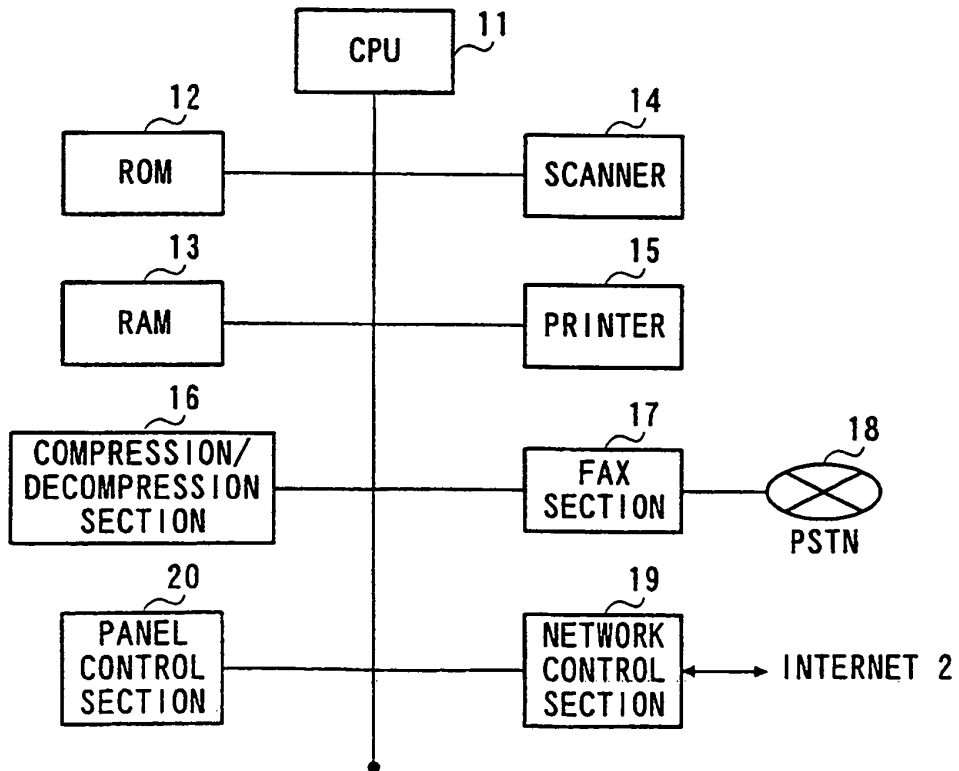 11
CPU
12
ROM
14
SCANNER
13
RAM
15
PRINTER
16
COMPRESSION/
DECOMPRESSION
SECTION
17
FAX
SECTION
18
PSTN
20
PANEL
CONTROL
SECTION
19
NETWORK
CONTROL
SECTION
INTERNET 2